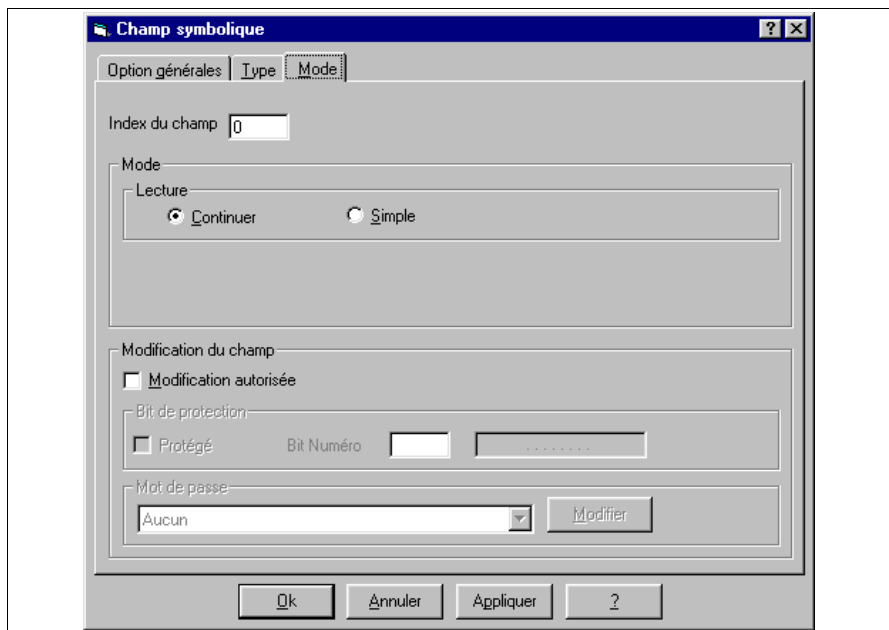 Champ symbolique
Option générales Type Mode
Index du champ 0
Mode
Lecture
Continuer Simple
Modification du champ
Modification autorisée
Bit de protection
Protégé Bit Numéro ........
Mot de passe
Aucun Modifier
Ok Annuler Appliquer ?